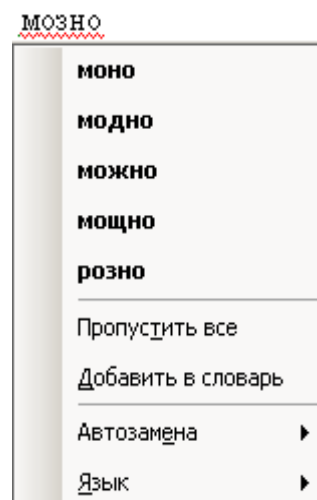 мозно
моно
модно
можно
мощно
розно
Пропустить все
Добавить в словарь
Автозамена
Язык